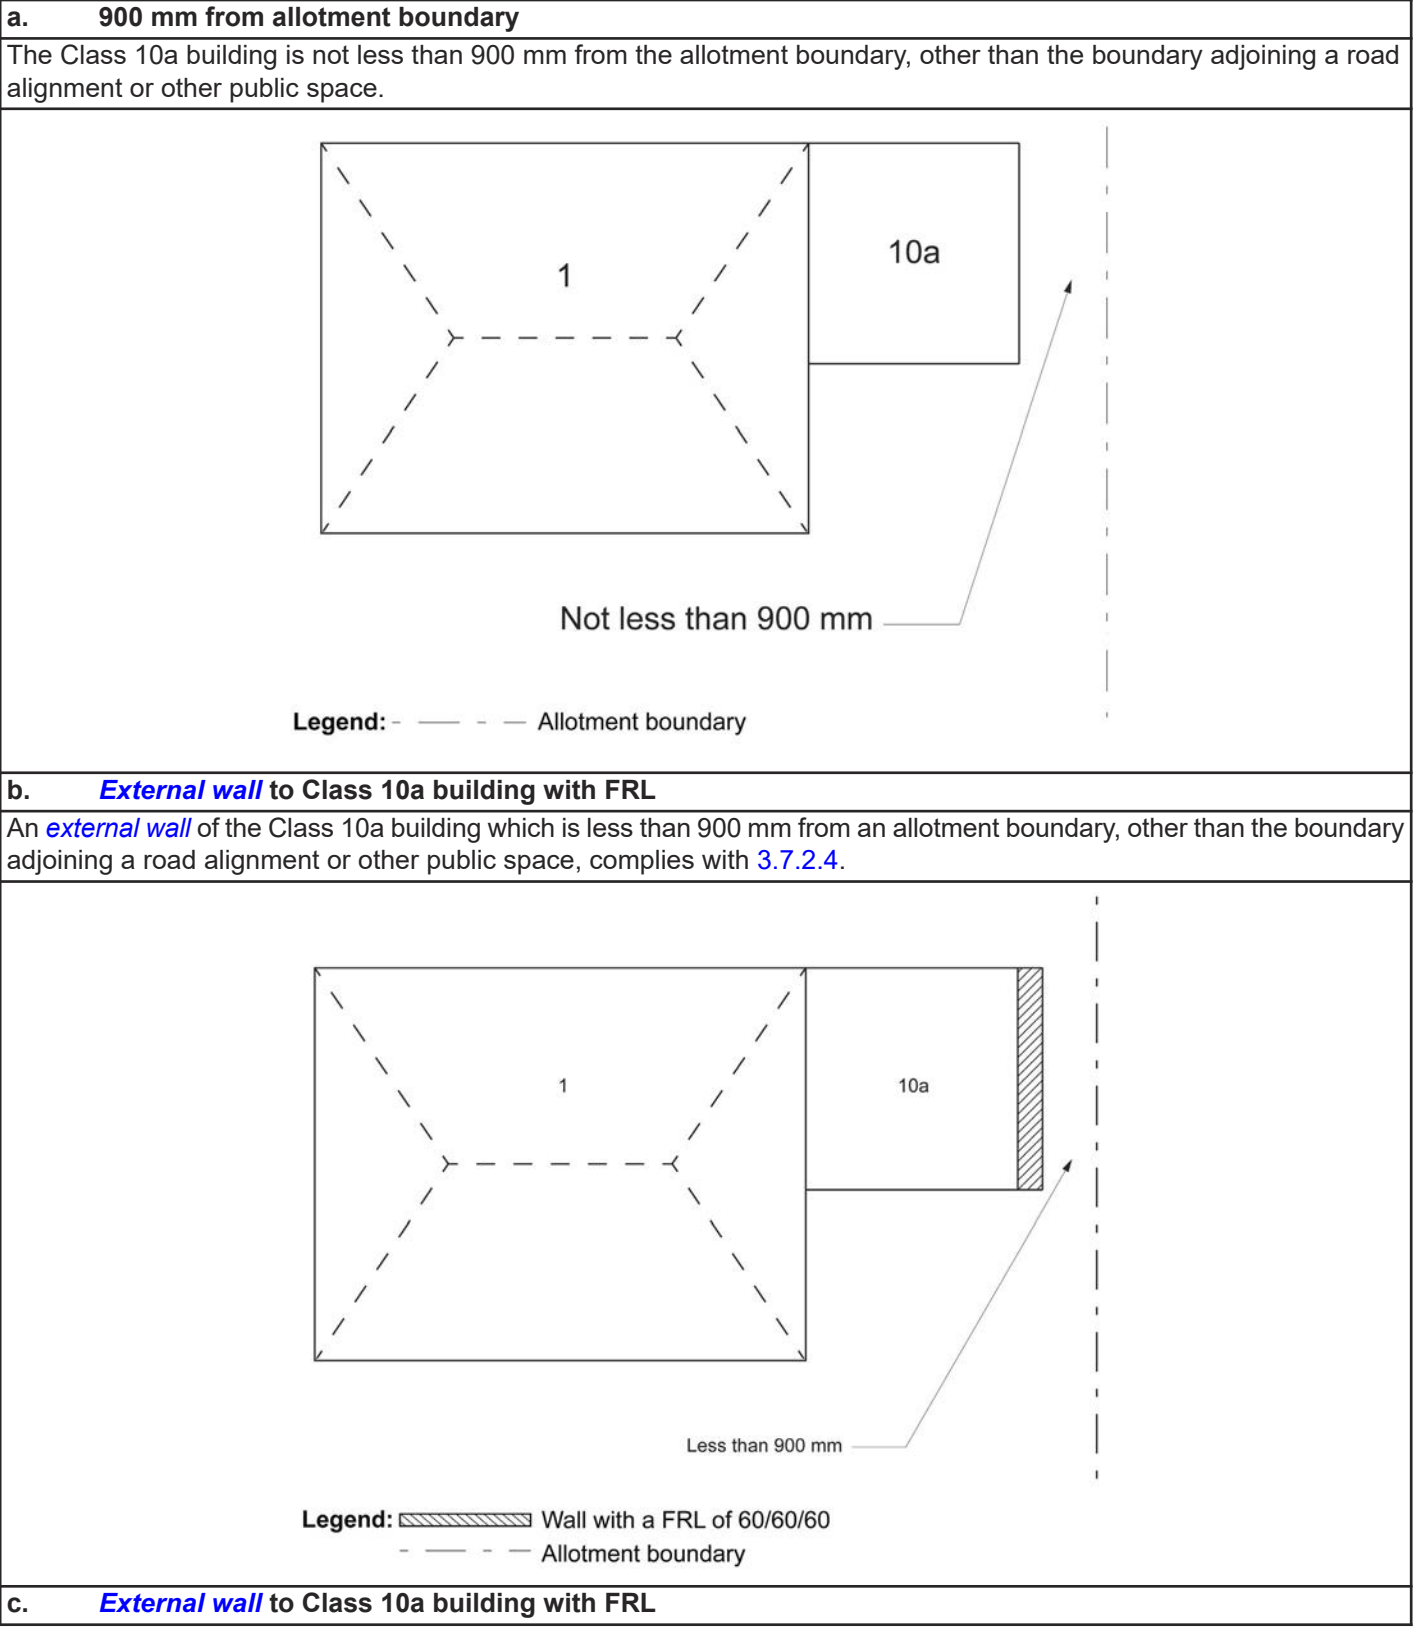 a. 900 mm from allotment boundary
The Class 10a building is not less than 900 mm from the allotment boundary, other than the boundary adjoining a road
alignment or other public space.
1
10a
Not less than 900 mm
Legend: Allotment boundary
b. External wall to Class 10a building with FRL
An external wall of the Class 10a building which is less than 900 mm from an allotment boundary, other than the boundary
adjoining a road alignment or other public space, complies with 3.7.2.4.
1
10a
Less than 900 mm
Legend: Wall with a FRL of 60/60/60
Allotment boundary
c. External wall to Class 10a building with FRL